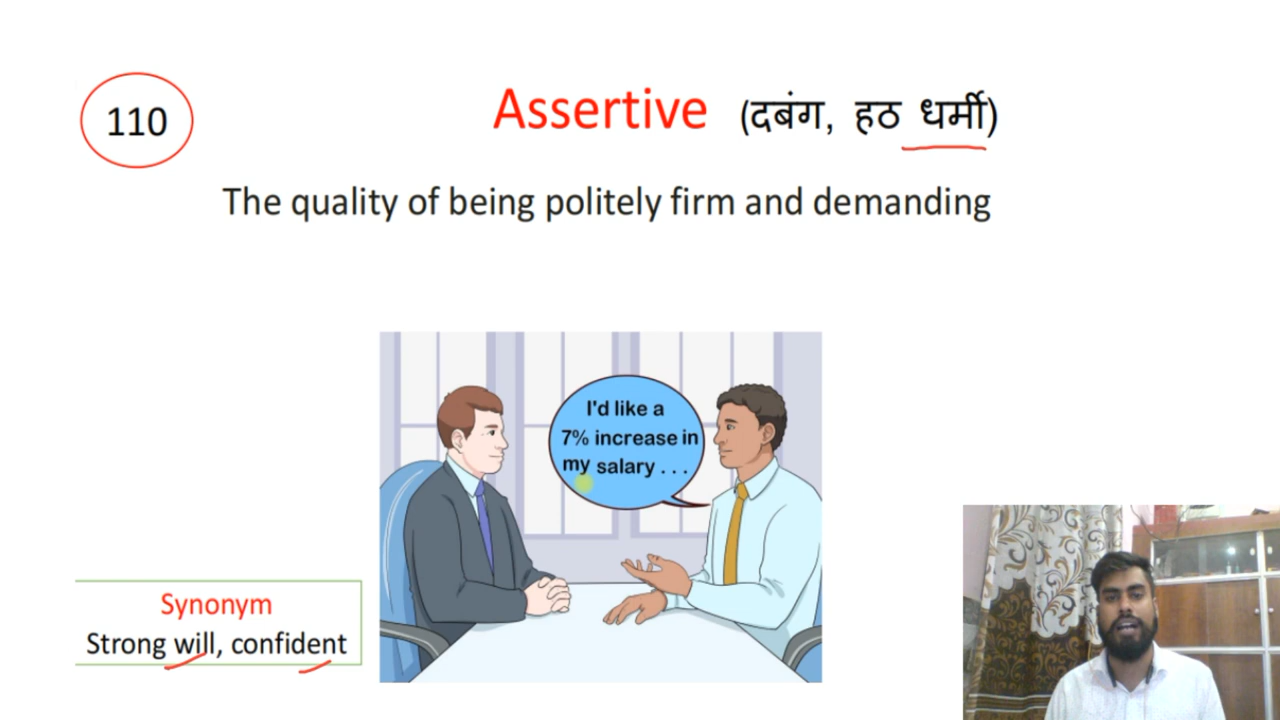 110
Assertive (दबंग, हठ धर्मी)
The quality of being politely firm and demanding
I'd like a
7% increase in
my salary . . .
Synonym
Strong will, confident